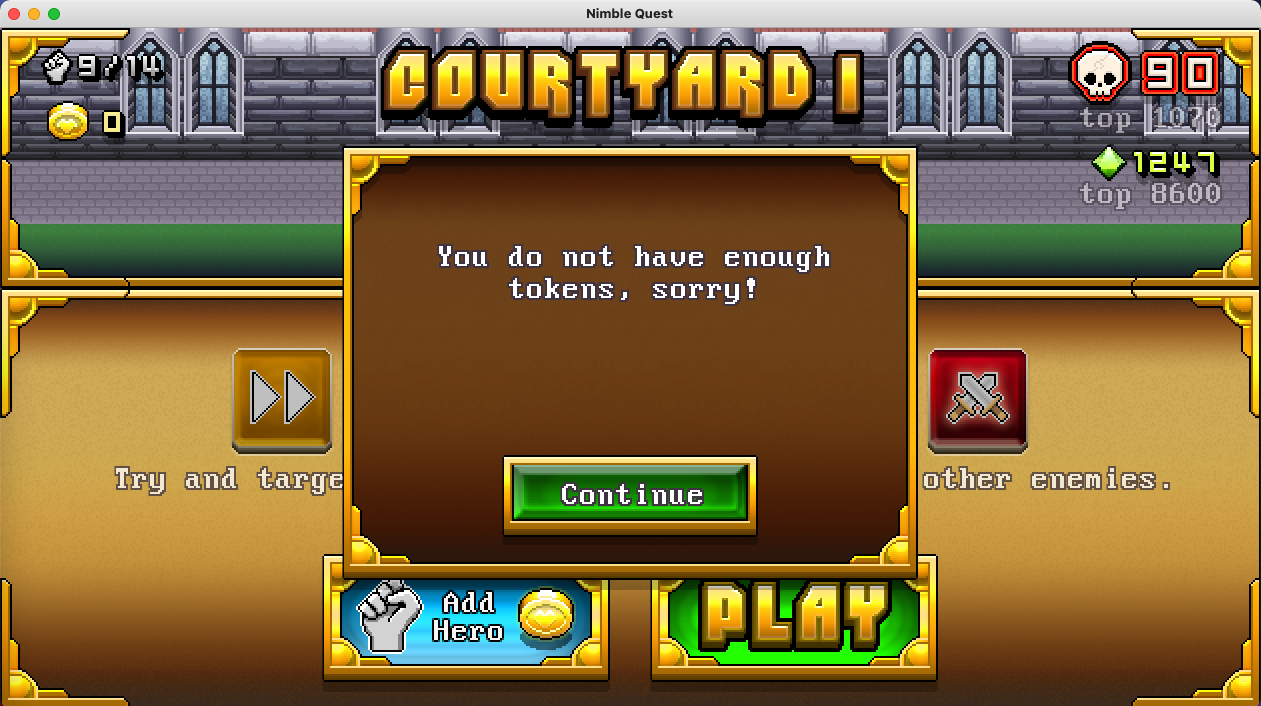 Nimble Quest
9/14
COURTYARD I
90
top 1070
0
1247
top 8600
You do not have enough
tokens, sorry!
Try and targe
other enemies.
Continue
Add
Hero
PLAY